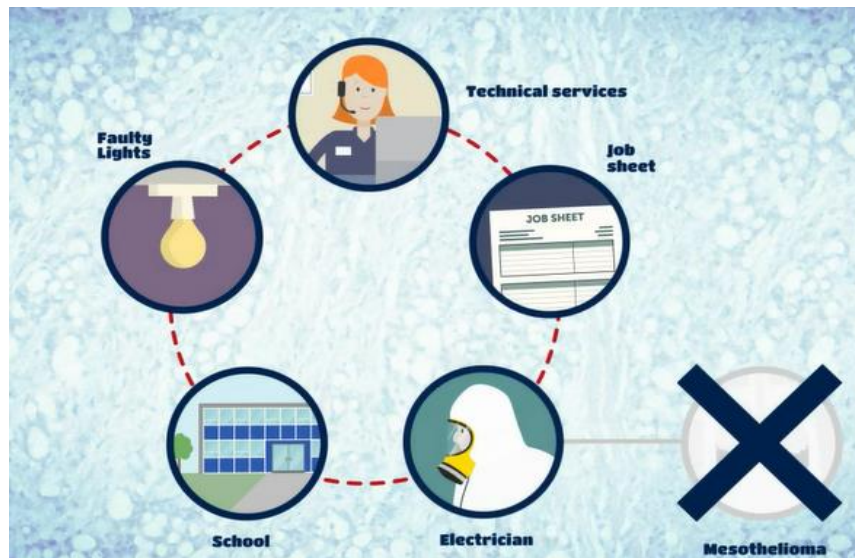 Technical services
Faulty
Lights
Job
sheet
JOB SHEET
School
Electrician
Mesothelioma